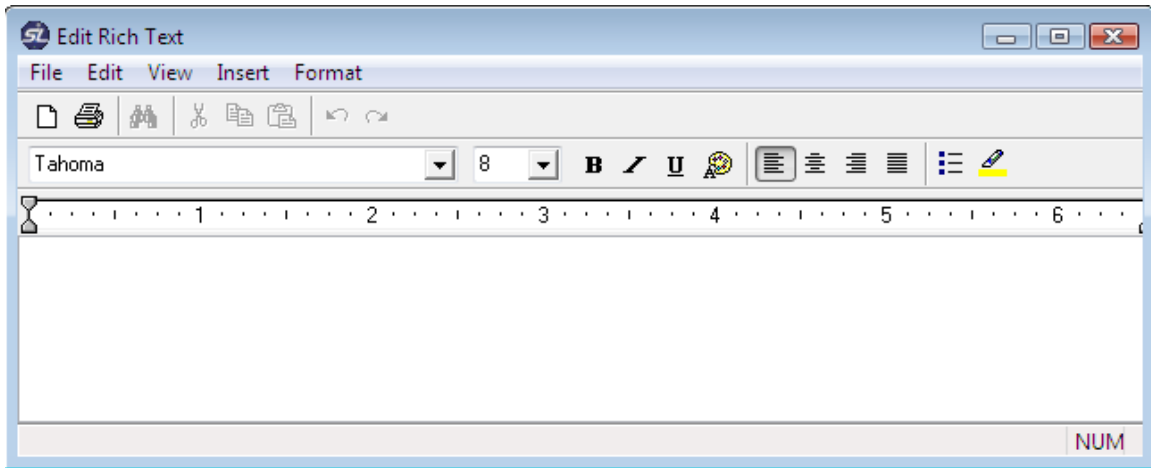 Edit Rich Text
File Edit View Insert Format
Tahoma 8 B I U A
1 2 3 4 5 6
NUM